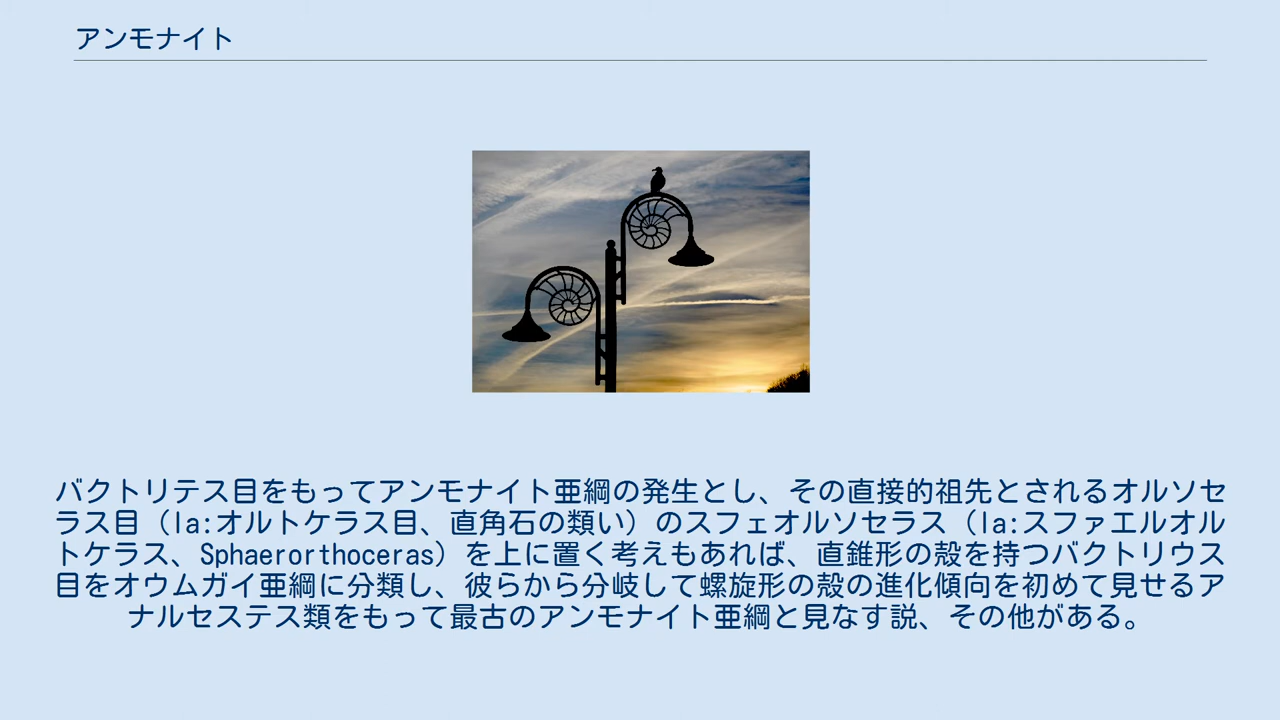 アンモナイト
バクトリテス目をもってアンモナイト亜綱の発生とし、その直接的祖先とされるオルソセ
ラス目（la:オルトケラス目、直角石の類い）のスフェオルソセラス（la:スファエルオル
トケラス、Sphaerorthoceras）を上に置く考えもあれば、直錐形の殻を持つバクトリウス
目をオウムガイ亜綱に分類し、彼らから分岐して螺旋形の殻の進化傾向を初めて見せるア
ナルセステス類をもって最古のアンモナイト亜綱と見なす説、その他がある。